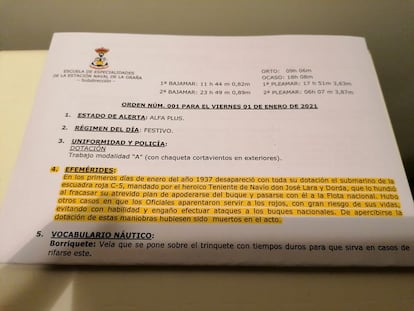 ESCUELA DE ESPECIALIDADES
DE LA ESTACIÓN NAVAL DE LA GRAÑA
- Subdirección -
ORTO: 09h 06m
OCASO: 18h 08m
1ª BAJAMAR: 11 h 44 m 0,82m
1ª PLEAMAR: 17 h 51 m 3,63m
2ª BAJAMAR: 23 h 49 m 0,89m
2ª PLEAMAR: 06h 07 m 3,87m
ORDEN NÚM. 001 PARA EL VIERNES 01 DE ENERO DE 2021
1. ESTADO DE ALERTA: ALFA PLUS.
2. RÉGIMEN DEL DÍA: FESTIVO.
3. UNIFORMIDAD Y POLICÍA:
DOTACIÓN
Trabajo modalidad "A" (con chaqueta cortavientos en exteriores).
4. EFEMÉRIDES:
En los primeros días de enero del año 1937 desapareció con toda su dotación el submarino de la
escuadra roja C-5, mandado por el heroico Teniente de Navío don José Lara y Dorda, que lo hundió
al fracasar su atrevido plan de apoderarse del buque y pasarse con él a la Flota nacional. Hubo
otros casos en que los Oficiales aparentaron servir a los rojos, con gran riesgo de sus vidas,
evitando con habilidad y engaño efectuar ataques a los buques nacionales. De apercibirse la
dotación de estas maniobras hubiesen sido muertos en el acto.
5. VOCABULARIO NÁUTICO:
Borriquete: Vela que se pone sobre el trinquete con tiempos duros para que sirva en casos de
rifarse este.